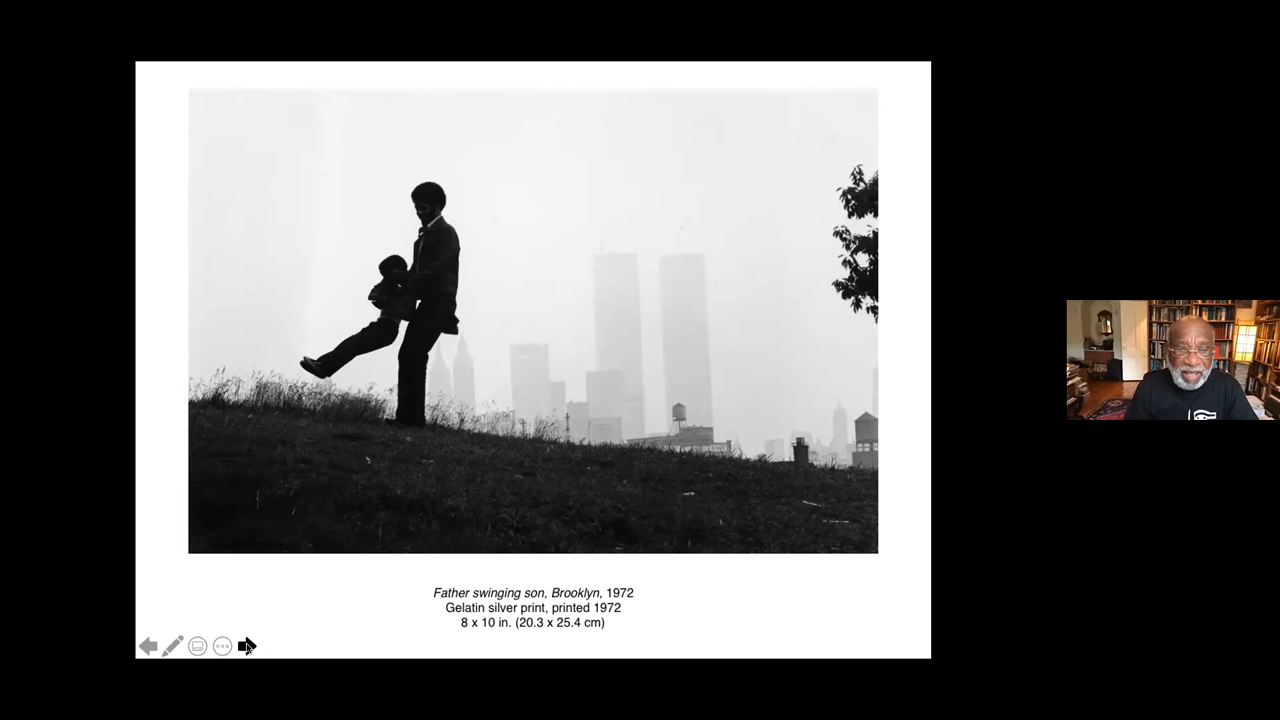 Father swinging son, Brooklyn, 1972
Gelatin silver print, printed 1972
8 x 10 in. (20.3 x 25.4 cm)